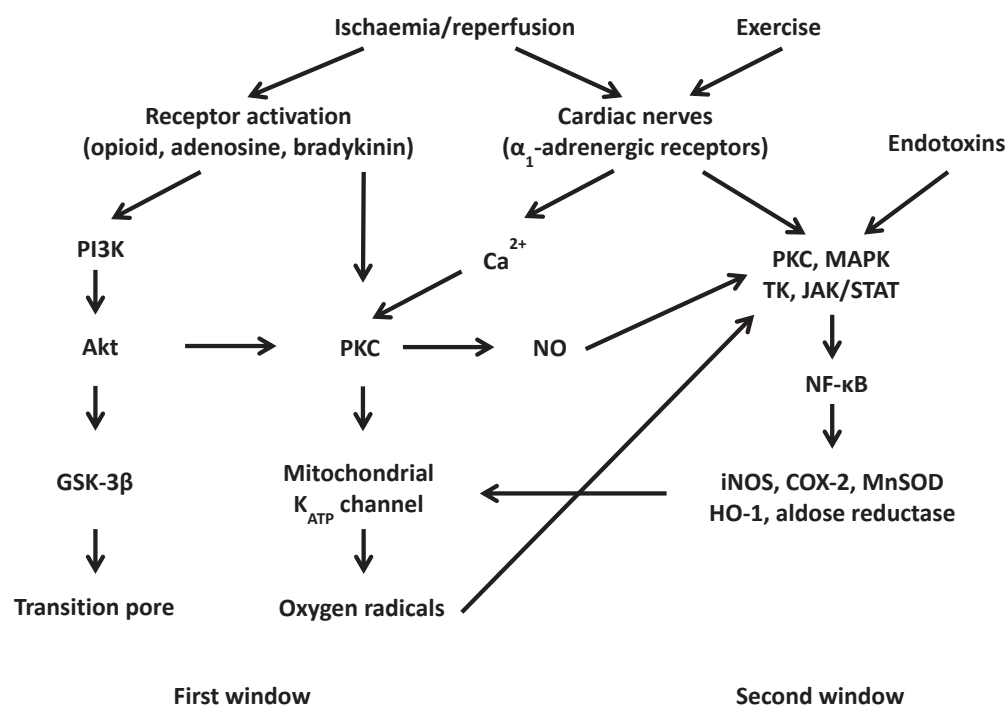 Ischaemia/reperfusion
Exercise
Receptor activation
(opioid, adenosine, bradykinin)
Cardiac nerves
(α₁-adrenergic receptors)
Endotoxins
PI3K
Ca²⁺
PKC, MAPK
TK, JAK/STAT
Akt
PKC
NO
NF-κB
GSK-3β
Mitochondrial
K_ATP channel
iNOS, COX-2, MnSOD
HO-1, aldose reductase
Transition pore
Oxygen radicals
First window
Second window